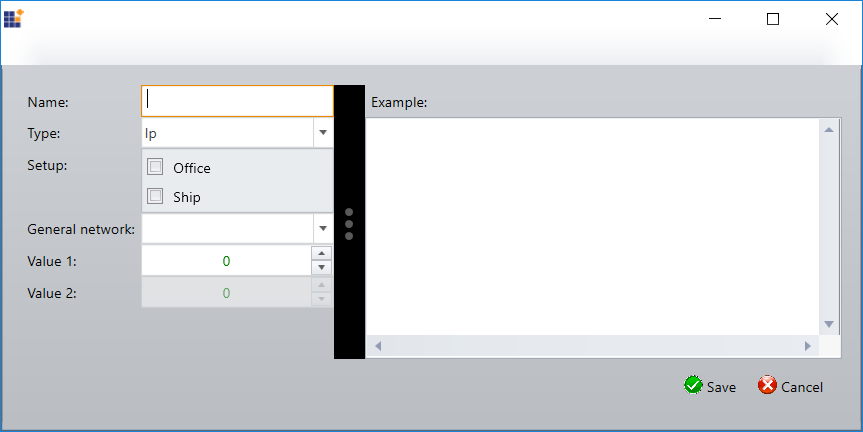 Name:
Example:
Type:
Ip
Setup:
Office
Ship
General network:
Value 1:
0
Value 2:
0
Save
Cancel